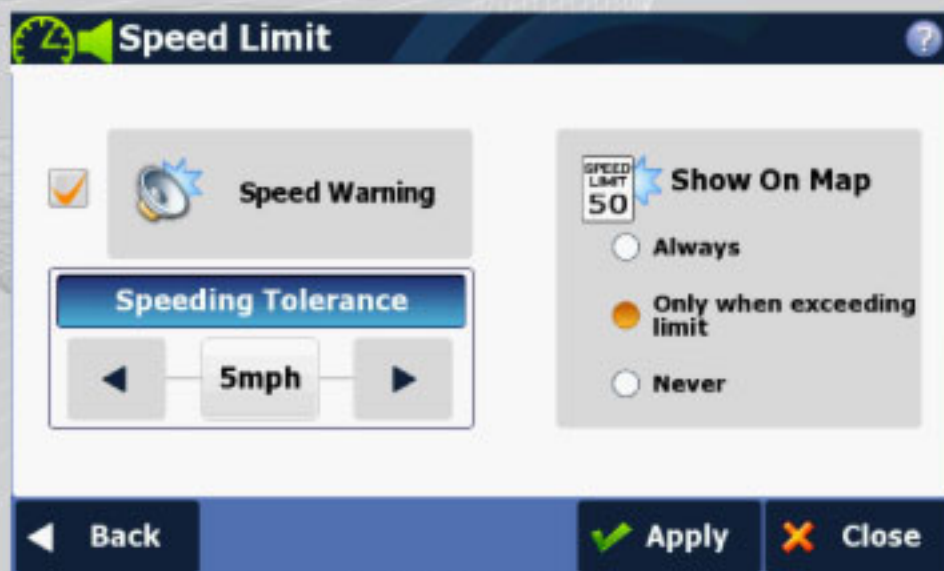 Speed Limit
?
Speed Warning
Speeding Tolerance
5mph
SPEED
LIMIT
50
Show On Map
Always
Only when exceeding
limit
Never
Back
Apply
Close